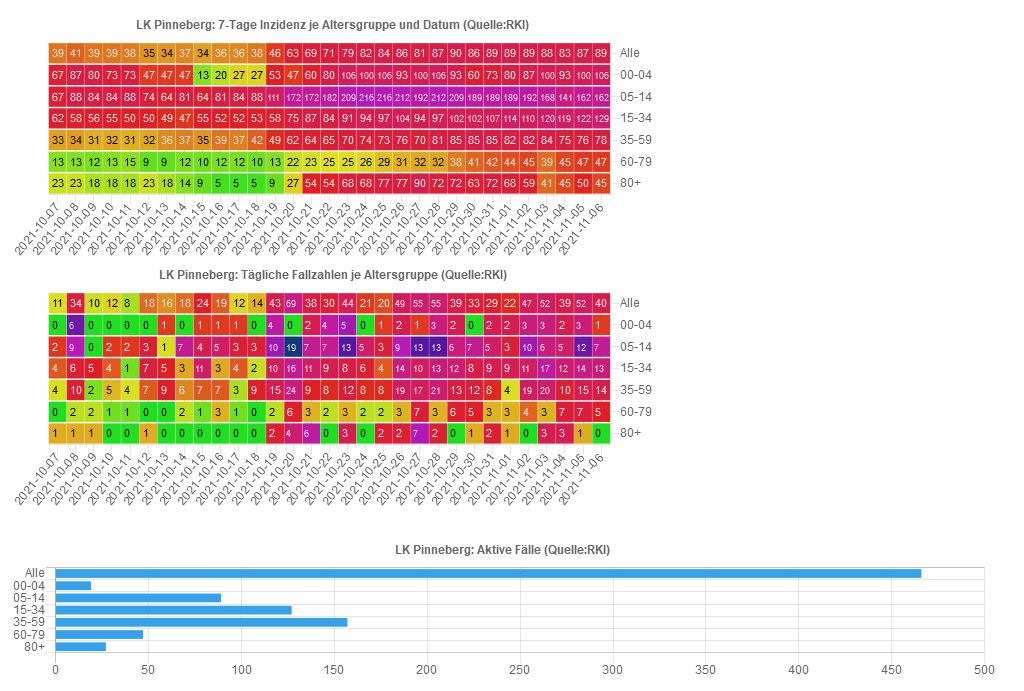 LK Pinneberg: 7-Tage Inzidenz je Altersgruppe und Datum (Quelle:RKI)
39 41 39 39 38 35 34 37 34 36 36 38 46 63 69 71 79 82 84 86 81 87 90 86 89 89 89 88 83 87 89 Alle
67 87 80 73 73 47 47 47 13 20 27 27 53 47 60 80 106 100 106 93 100 106 93 60 73 80 87 100 93 100 106 00-04
67 88 84 84 88 74 64 81 64 81 84 88 111 172 172 182 209 216 216 212 192 212 209 189 189 189 192 168 141 162 162 05-14
62 58 56 55 50 50 49 47 55 52 52 53 58 75 87 84 91 94 97 104 94 97 102 102 107 114 110 120 119 122 129 15-34
33 34 31 32 31 32 36 37 35 39 37 42 49 62 64 65 70 74 73 76 70 81 85 85 85 82 82 84 75 76 78 35-59
13 13 12 13 15 9 9 12 10 12 12 10 13 22 23 25 25 26 29 31 32 32 38 41 42 44 45 39 45 47 47 60-79
23 23 18 18 18 23 18 14 9 5 5 5 9 27 54 54 68 68 77 77 90 72 72 63 72 68 59 41 45 50 45 80+
2021-10-07 2021-10-08 2021-10-09 2021-10-10 2021-10-11 2021-10-12 2021-10-13 2021-10-14 2021-10-15 2021-10-16 2021-10-17 2021-10-18 2021-10-19 2021-10-20 2021-10-21 2021-10-22 2021-10-23 2021-10-24 2021-10-25 2021-10-26 2021-10-27 2021-10-28 2021-10-29 2021-10-30 2021-10-31 2021-11-01 2021-11-02 2021-11-03 2021-11-04 2021-11-05 2021-11-06
LK Pinneberg: Tägliche Fallzahlen je Altersgruppe (Quelle:RKI)
11 34 10 12 8 18 16 18 24 19 12 14 43 69 38 30 44 21 20 49 55 55 39 33 29 22 47 52 39 52 40 Alle
0 6 0 0 0 0 1 0 1 1 1 0 4 0 2 4 5 0 1 2 1 3 2 0 2 2 3 3 2 3 1 00-04
2 9 0 2 2 3 1 7 4 5 3 3 10 19 7 7 13 5 3 9 13 13 6 7 5 3 10 6 5 12 7 05-14
4 6 5 4 1 7 5 3 11 3 4 2 10 16 11 9 8 6 4 14 10 13 12 8 9 9 11 17 12 14 13 15-34
4 10 2 5 4 7 9 6 7 7 3 9 15 24 9 8 12 8 8 19 17 21 13 12 8 4 19 20 10 15 14 35-59
0 2 2 1 1 0 0 2 1 3 1 0 2 6 3 2 3 2 2 3 7 3 6 5 3 3 4 3 7 7 5 60-79
1 1 1 0 0 1 0 0 0 0 0 0 2 4 6 0 3 0 2 2 7 2 0 1 2 1 0 3 3 1 0 80+
2021-10-07 2021-10-08 2021-10-09 2021-10-10 2021-10-11 2021-10-12 2021-10-13 2021-10-14 2021-10-15 2021-10-16 2021-10-17 2021-10-18 2021-10-19 2021-10-20 2021-10-21 2021-10-22 2021-10-23 2021-10-24 2021-10-25 2021-10-26 2021-10-27 2021-10-28 2021-10-29 2021-10-30 2021-10-31 2021-11-01 2021-11-02 2021-11-03 2021-11-04 2021-11-05 2021-11-06
LK Pinneberg: Aktive Fälle (Quelle:RKI)
Alle
00-04
05-14
15-34
35-59
60-79
80+
0 50 100 150 200 250 300 350 400 450 500